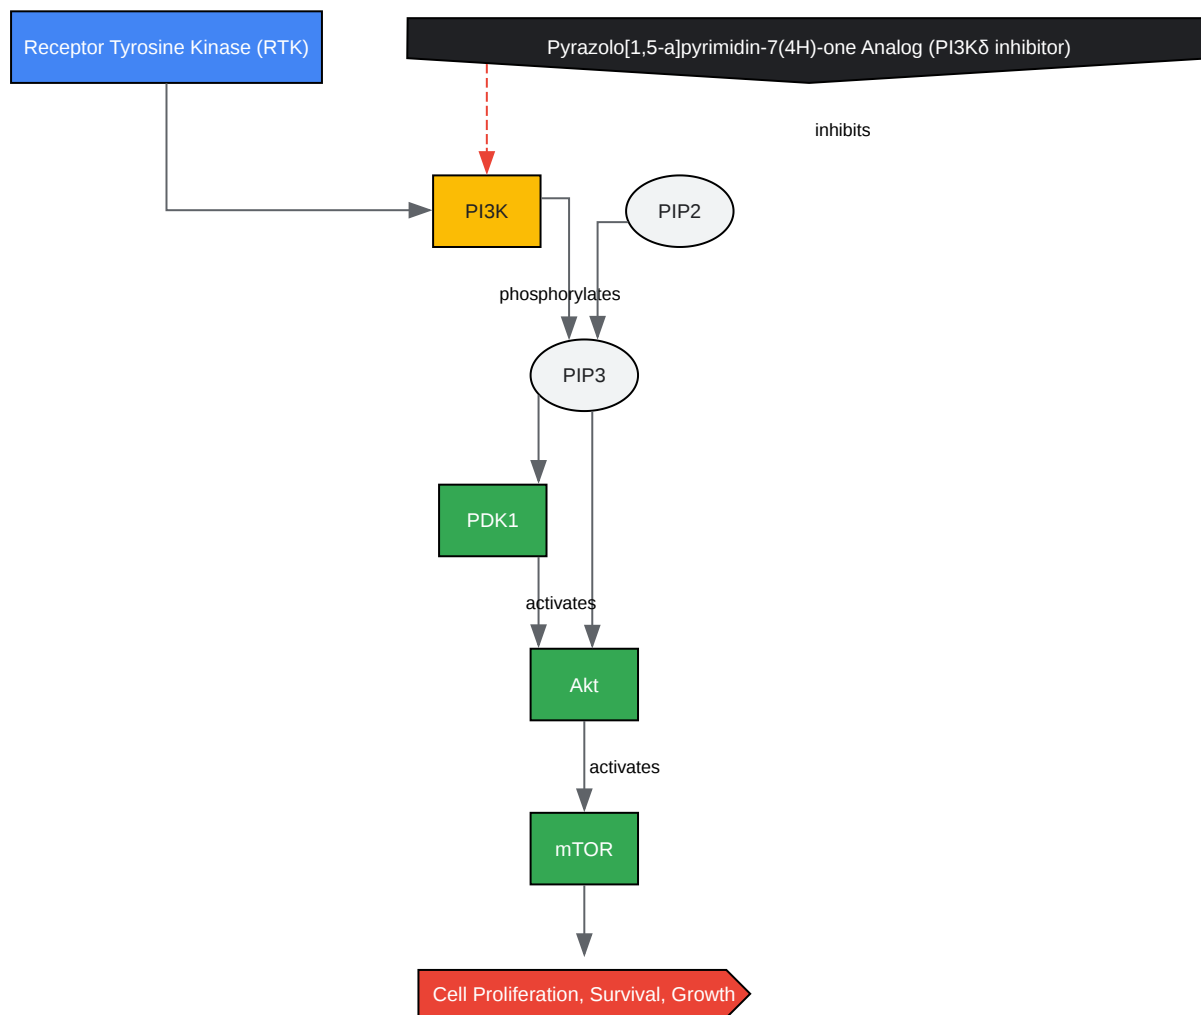 Receptor Tyrosine Kinase (RTK)
Pyrazolo[1,5-a]pyrimidin-7(4H)-one Analog (PI3Kδ inhibitor)
inhibits
PI3K
PIP2
phosphorylates
PIP3
PDK1
activates
Akt
activates
mTOR
Cell Proliferation, Survival, Growth